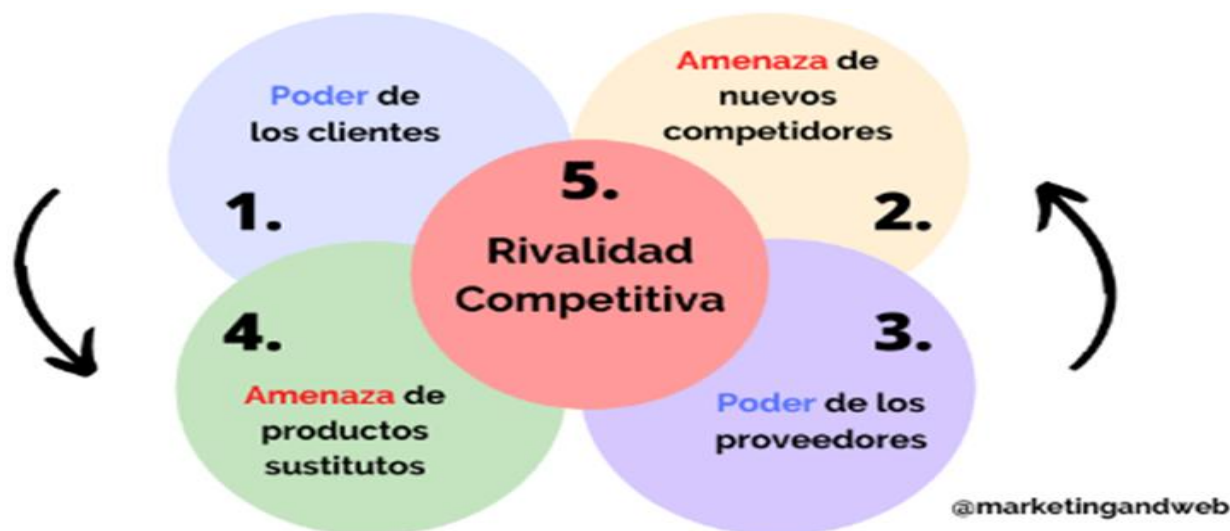 Poder de
los clientes
1.
Amenaza de
nuevos
competidores
2.
Poder de los
proveedores
3.
4.
Amenaza de
productos
sustitutos
5.
Rivalidad
Competitiva
@marketingandweb